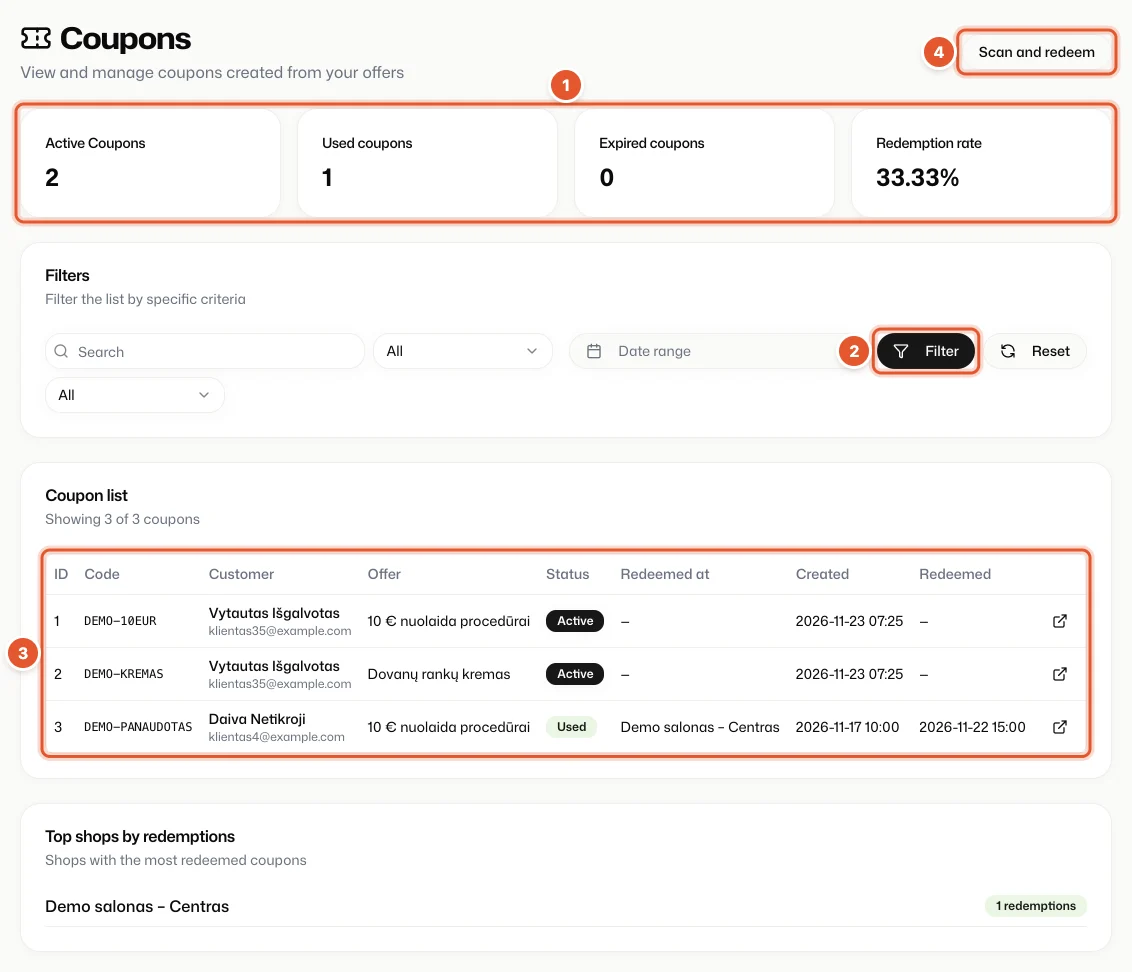 Coupons
View and manage coupons created from your offers
4
Scan and redeem
1
Active Coupons
2
Used coupons
1
Expired coupons
0
Redemption rate
33.33%
Filters
Filter the list by specific criteria
Search
All
Date range
2
Filter
Reset
All
Coupon list
Showing 3 of 3 coupons
3
ID Code Customer Offer Status Redeemed at Created Redeemed
1 DEMO-10EUR Vytautas Išgalvotas 10 € nuolaida procedūrai Active – 2026-11-23 07:25 –
klientas35@example.com
2 DEMO-KREMAS Vytautas Išgalvotas Dovanų rankų kremas Active – 2026-11-23 07:25 –
klientas35@example.com
3 DEMO-PANAUDOTAS Daiva Netikroji 10 € nuolaida procedūrai Used Demo salonas – Centras 2026-11-17 10:00 2026-11-22 15:00
klientas4@example.com
Top shops by redemptions
Shops with the most redeemed coupons
Demo salonas – Centras
1 redemptions